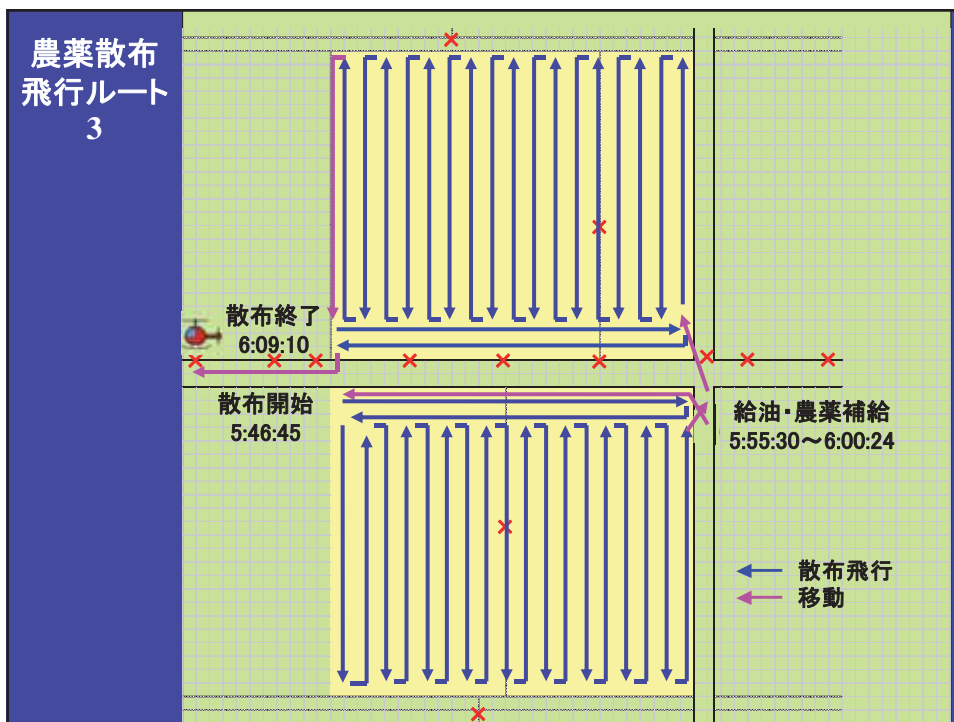 農薬散布
飛行ルート
3
散布終了
6:09:10
散布開始
5:46:45
給油・農薬補給
5:55:30～6:00:24
散布飛行
移動